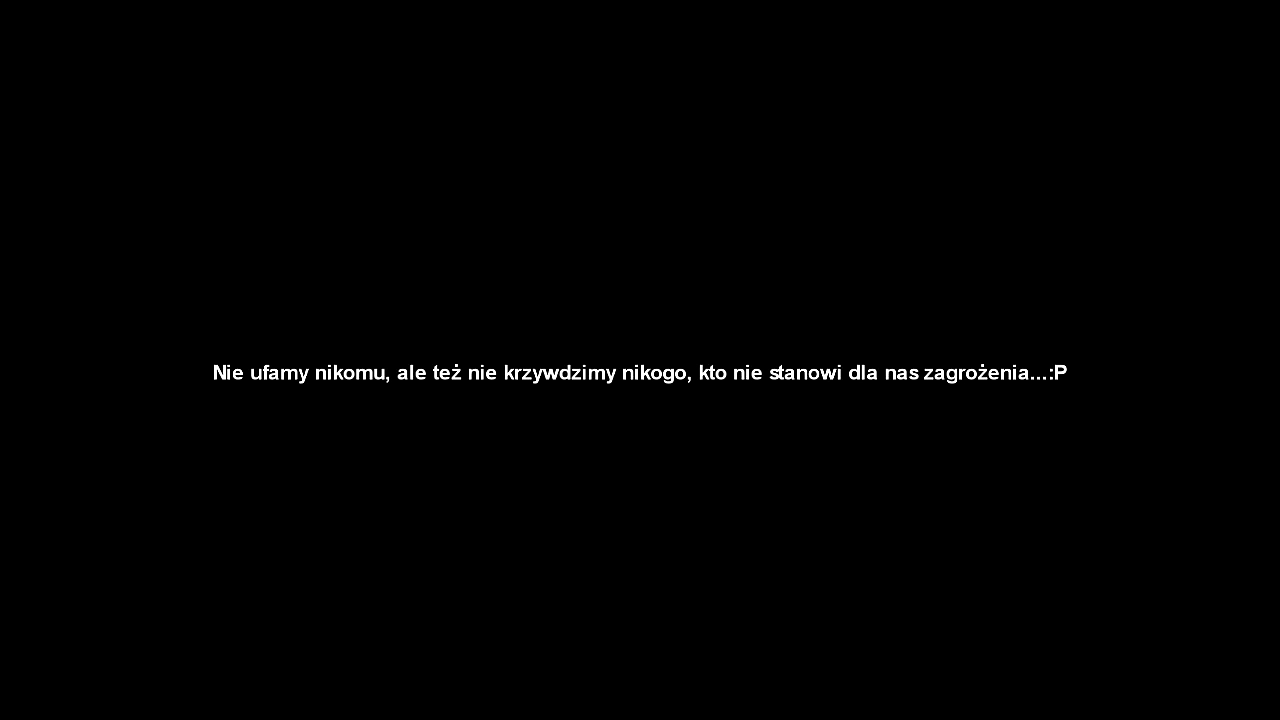 Nie ufamy nikomu, ale też nie krzywdzimy nikogo, kto nie stanowi dla nas zagrożenia...:P